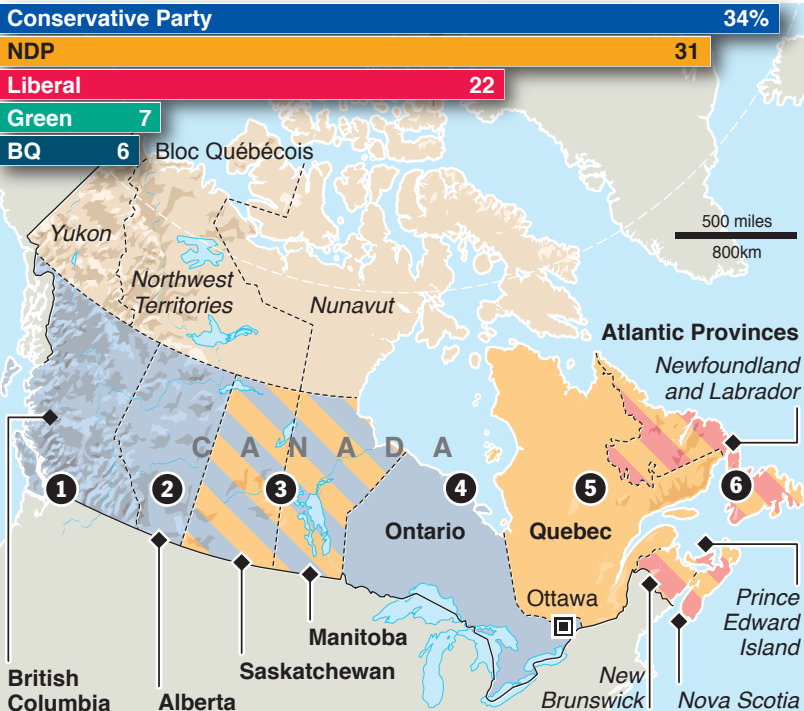 Conservative Party 34%
NDP 31
Liberal 22
Green 7
BQ 6 Bloc Québécois
Yukon
Northwest
Territories
Nunavut
500 miles
800km
Atlantic Provinces
Newfoundland
and Labrador
CANADA
1
2
3
4
5
6
Ontario
Quebec
Ottawa
Prince
Edward
Island
Manitoba
Saskatchewan
British
Columbia
Alberta
New
Brunswick
Nova Scotia